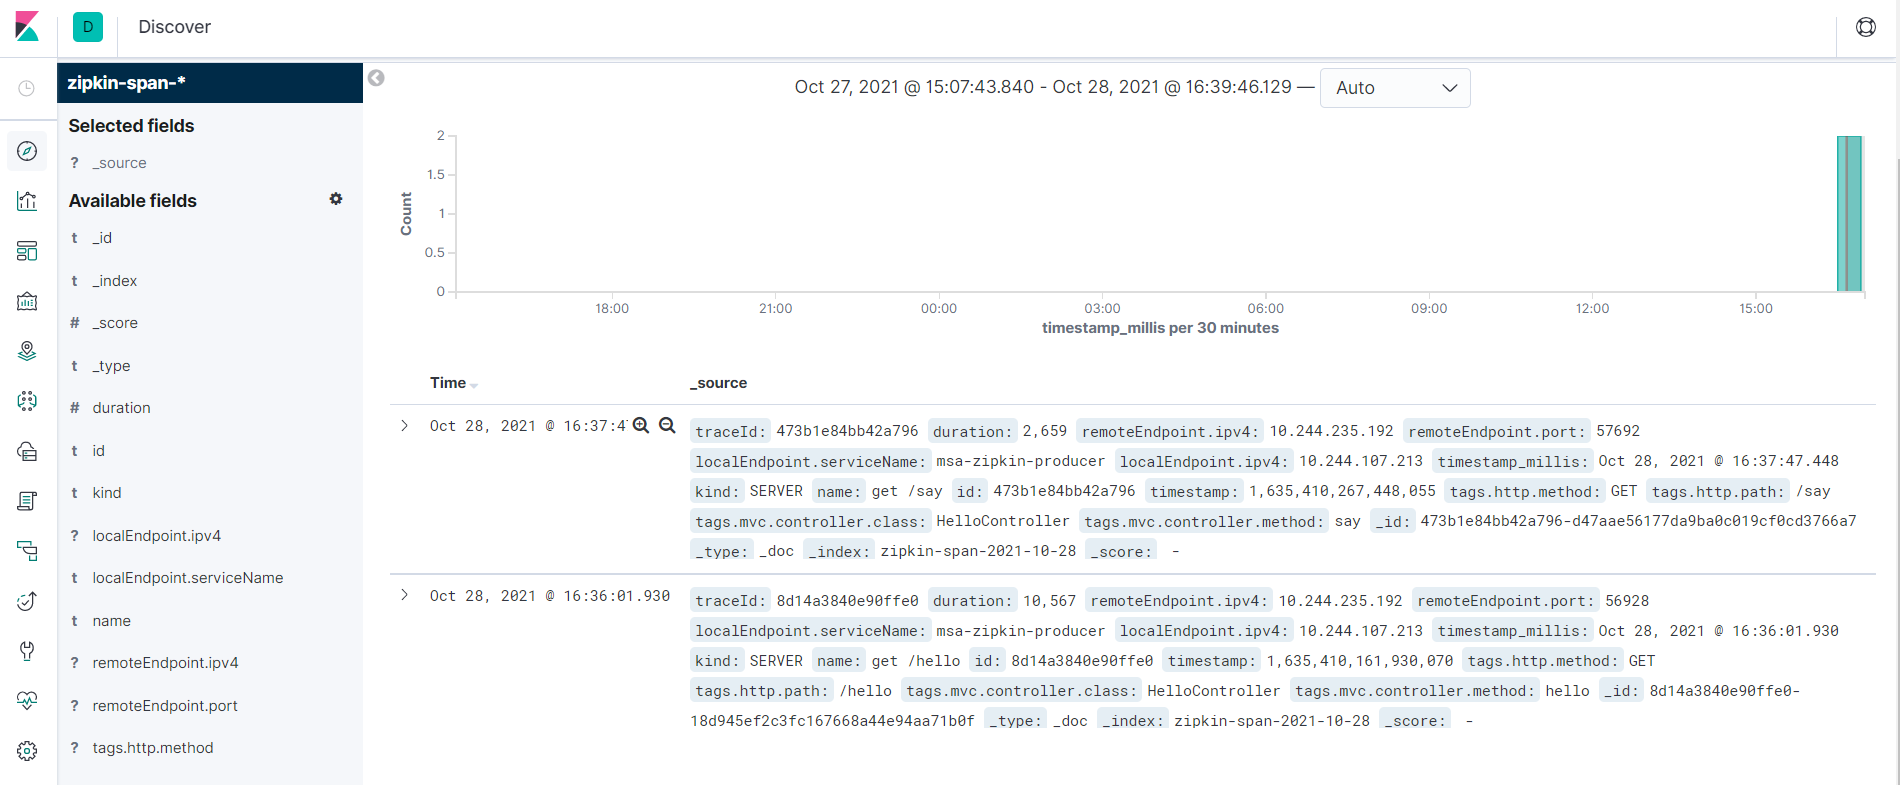 D Discover
zipkin-span-*
Selected fields
? _source
Available fields
t _id
t _index
# _score
t _type
# duration
t id
t kind
? localEndpoint.ipv4
t localEndpoint.serviceName
t name
? remoteEndpoint.ipv4
? remoteEndpoint.port
? tags.http.method
Oct 27, 2021 @ 15:07:43.840 - Oct 28, 2021 @ 16:39:46.129 — Auto
Count
2
1.5
1
0.5
0
18:00 21:00 00:00 03:00 06:00 09:00 12:00 15:00
timestamp_millis per 30 minutes
Time _source
Oct 28, 2021 @ 16:37:4 traceId: 473b1e84bb42a796 duration: 2,659 remoteEndpoint.ipv4: 10.244.235.192 remoteEndpoint.port: 57692
localEndpoint.serviceName: msa-zipkin-producer localEndpoint.ipv4: 10.244.107.213 timestamp_millis: Oct 28, 2021 @ 16:37:47.448
kind: SERVER name: get /say id: 473b1e84bb42a796 timestamp: 1,635,410,267,448,055 tags.http.method: GET tags.http.path: /say
tags.mvc.controller.class: HelloController tags.mvc.controller.method: say _id: 473b1e84bb42a796-d47aae56177da9ba0c019cf0cd3766a7
_type: _doc _index: zipkin-span-2021-10-28 _score: -
Oct 28, 2021 @ 16:36:01.930 traceId: 8d14a3840e90ffe0 duration: 10,567 remoteEndpoint.ipv4: 10.244.235.192 remoteEndpoint.port: 56928
localEndpoint.serviceName: msa-zipkin-producer localEndpoint.ipv4: 10.244.107.213 timestamp_millis: Oct 28, 2021 @ 16:36:01.930
kind: SERVER name: get /hello id: 8d14a3840e90ffe0 timestamp: 1,635,410,161,930,070 tags.http.method: GET
tags.http.path: /hello tags.mvc.controller.class: HelloController tags.mvc.controller.method: hello _id: 8d14a3840e90ffe0-
18d945ef2c3fc167668a44e94aa71b0f _type: _doc _index: zipkin-span-2021-10-28 _score: -